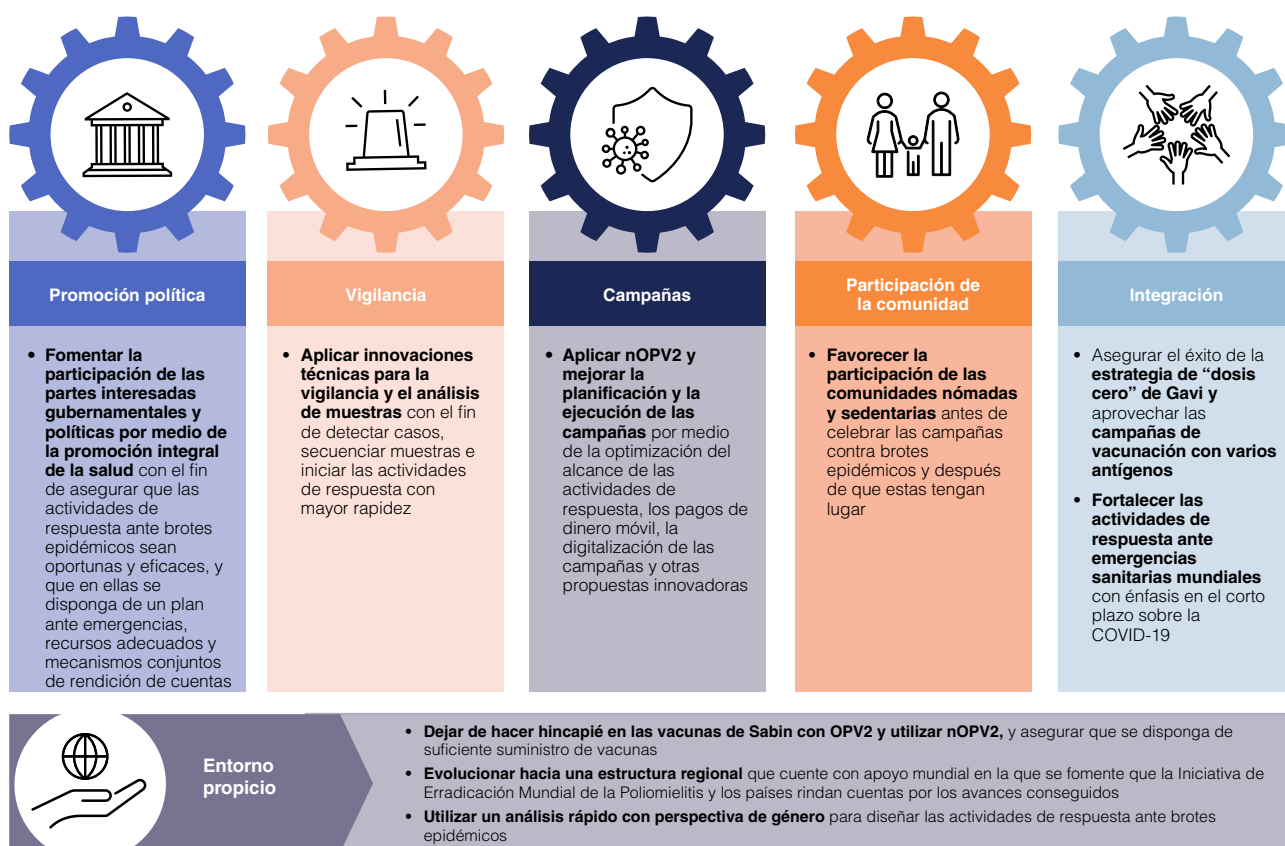 Promoción política
• Fomentar la
participación de las
partes interesadas
gubernamentales y
políticas por medio de
la promoción integral
de la salud con el fin
de asegurar que las
actividades de
respuesta ante brotes
epidémicos sean
oportunas y eficaces, y
que en ellas se
disponga de un plan
ante emergencias,
recursos adecuados y
mecanismos conjuntos
de rendición de cuentas
Vigilancia
• Aplicar innovaciones
técnicas para la
vigilancia y el análisis
de muestras con el fin
de detectar casos,
secuenciar muestras e
iniciar las actividades
de respuesta con
mayor rapidez
Campañas
• Aplicar nOPV2 y
mejorar la
planificación y la
ejecución de las
campañas por medio
de la optimización del
alcance de las
actividades de
respuesta, los pagos de
dinero móvil, la
digitalización de las
campañas y otras
propuestas innovadoras
Participación de
la comunidad
• Favorecer la
participación de las
comunidades nómadas
y sedentarias antes de
celebrar las campañas
contra brotes
epidémicos y después
de que estas tengan
lugar
Integración
• Asegurar el éxito de la
estrategia de “dosis
cero” de Gavi y
aprovechar las
campañas de
vacunación con varios
antígenos
• Fortalecer las
actividades de
respuesta ante
emergencias
sanitarias mundiales
con énfasis en el corto
plazo sobre la
COVID-19
Entorno
propicio
• Dejar de hacer hincapié en las vacunas de Sabin con OPV2 y utilizar nOPV2, y asegurar que se disponga de
suficiente suministro de vacunas
• Evolucionar hacia una estructura regional que cuente con apoyo mundial en la que se fomente que la Iniciativa de
Erradicación Mundial de la Poliomielitis y los países rindan cuentas por los avances conseguidos
• Utilizar un análisis rápido con perspectiva de género para diseñar las actividades de respuesta ante brotes
epidémicos